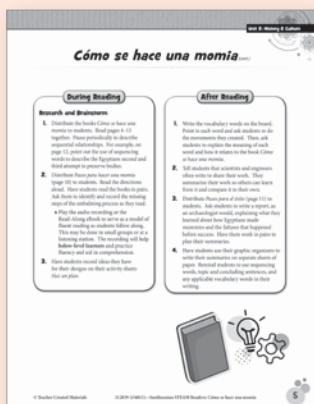 Unit 2: History & Culture
Cómo se hace una momia (cont.)
During Reading
Research and Brainstorm
1. Distribute the books Cómo se hace una
momia to students. Read pages 6–13
together. Pause periodically to describe
sequential relationships. For example, on
page 12, point out the use of sequencing
words to describe the Egyptians second and
third attempt to preserve bodies.
2. Distribute Pasos para hacer una momia
(page 10) to students. Read the directions
aloud. Have students read the books in pairs.
Ask them to identify and record the missing
steps of the embalming process as they read.
• Play the audio recording or the
Read-Along eBook to serve as a model of
fluent reading as students follow along.
This may be done in small groups or at a
listening station. The recording will help
below-level learners and practice
fluency and aid in comprehension.
3. Have students record ideas they have
for their designs on their activity sheets
Haz un plan.
After Reading
1. Write the vocabulary words on the board.
Point to each word and ask students to do
the movements they created. Then, ask
students to explain the meaning of each
word and how it relates to the book Cómo
se hace una momia.
2. Tell students that scientists and engineers
often write to share their work. They
summarize their work so others can learn
from it and compare it to their own.
3. Distribute Pasos para el éxito (page 11) to
students. Ask students to write a report, as
an archaeologist would, explaining what they
learned about how Egyptians made
mummies and the failures that happened
before success. Have them work in pairs to
plan their summaries.
4. Have students use their graphic organizers to
write their summaries on separate sheets of
paper. Remind students to use sequencing
words, topic and concluding sentences, and
any applicable vocabulary words in their
writing.
© Teacher Created Materials
Smithsonian STEAM Readers: Cómo se hace una momia
5